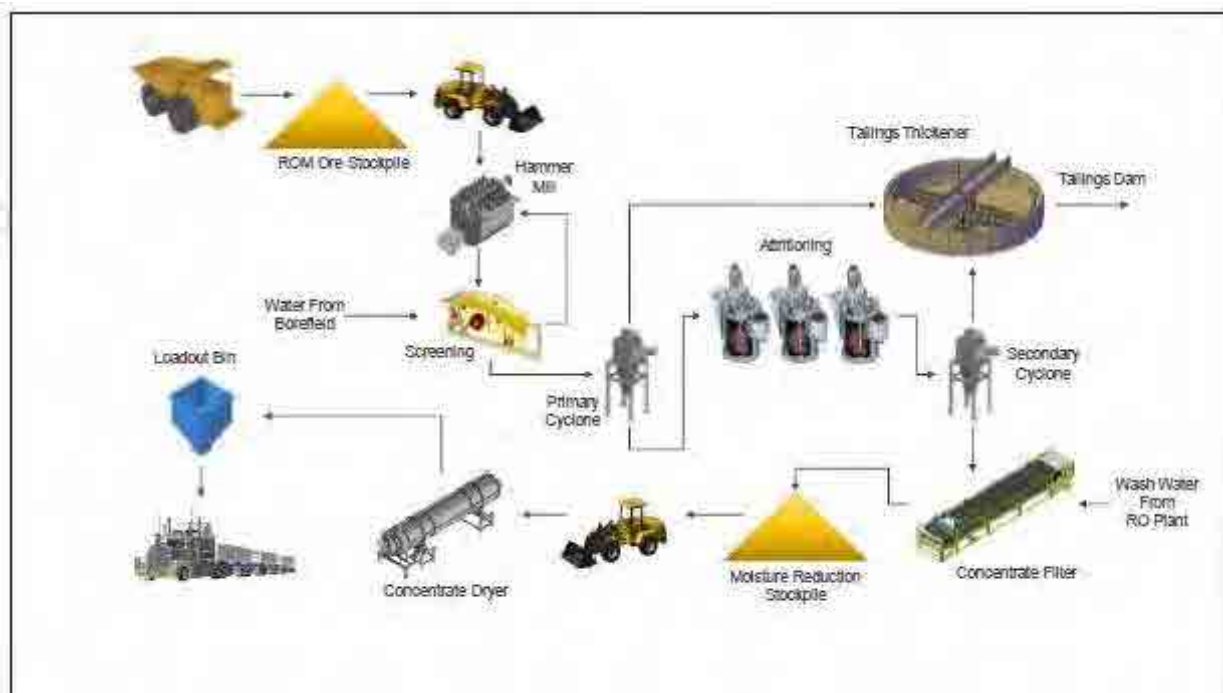 ROM Ore Stockpile
Hammer
Mill
Tailings Thickener
Tailings Dam
Attritioning
Water From
Borefield
Screening
Loadout Bin
Primary
Cyclone
Secondary
Cyclone
Wash Water
From
RO Plant
Concentrate Filter
Moisture Reduction
Stockpile
Concentrate Dryer